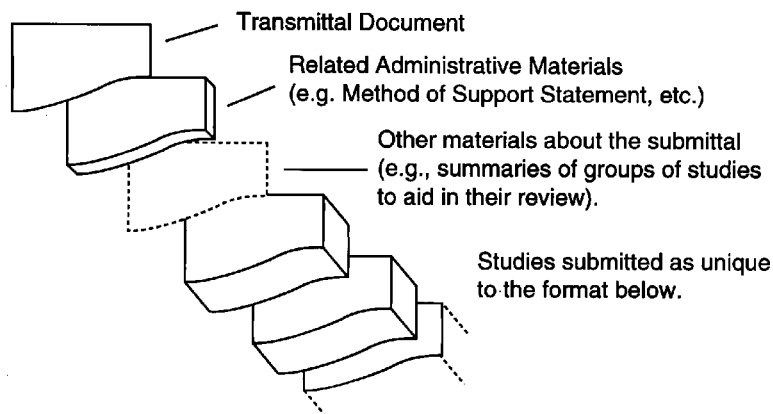 Transmittal Document
Related Administrative Materials
(e.g. Method of Support Statement, etc.)
Other materials about the submittal
(e.g., summaries of groups of studies
to aid in their review).
Studies submitted as unique
to the format below.